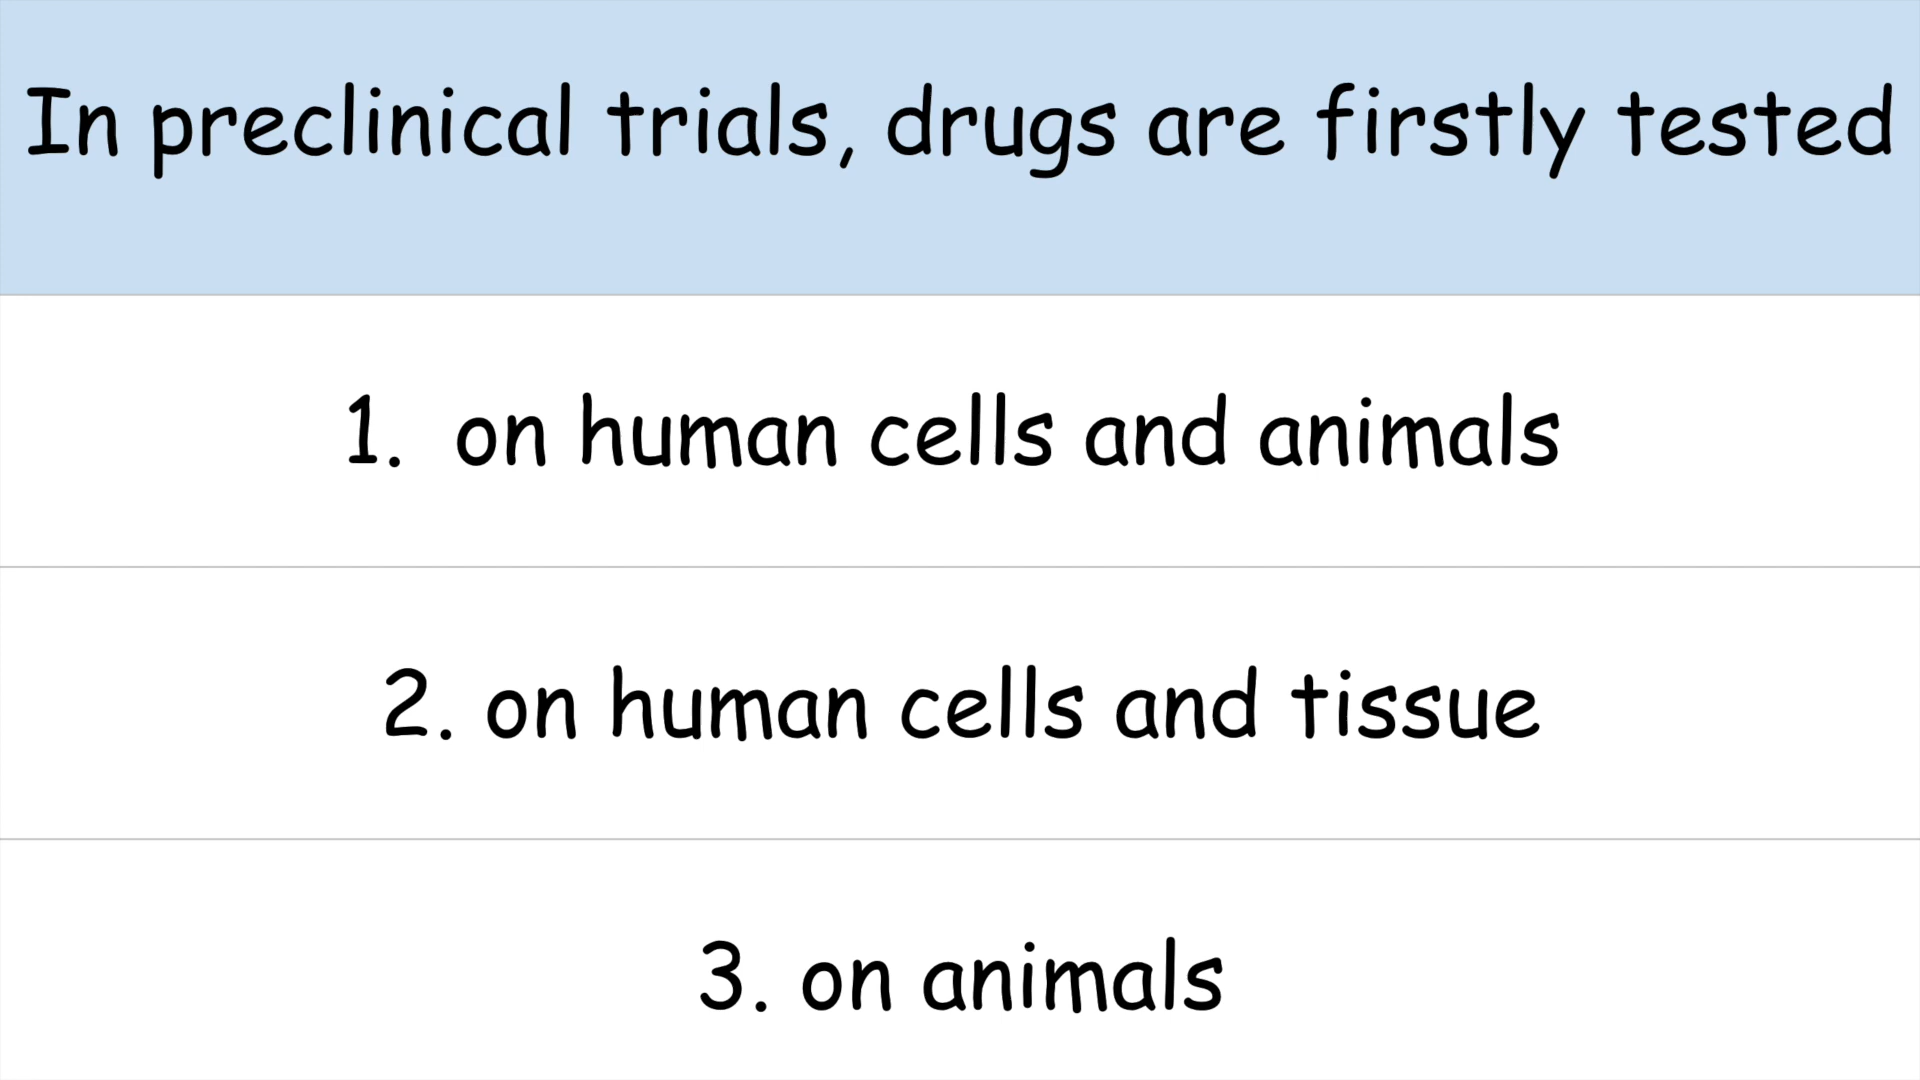 In preclinical trials, drugs are firstly tested
1. on human cells and animals
2. on human cells and tissue
3. on animals